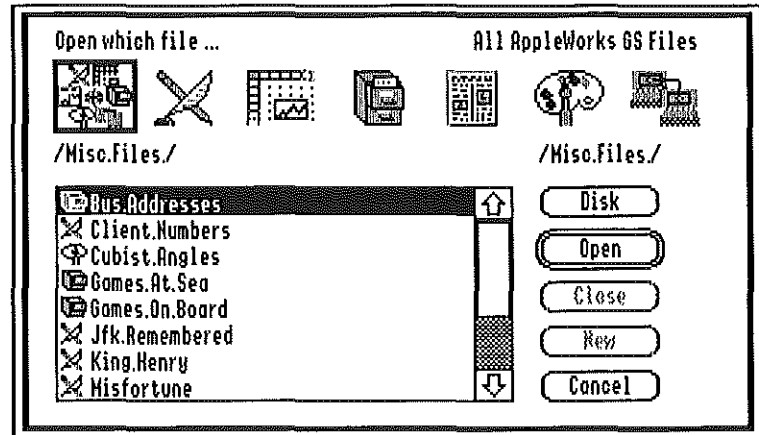 Open which file ...
All AppleWorks GS Files
/Misc.Files./
/Misc.Files./
Bus.Addresses
Client.Numbers
Cubist.Angles
Games.At.Sea
Games.On.Board
Jfk.Remembered
King.Henry
Misfortune
Disk
Open
Close
New
Cancel